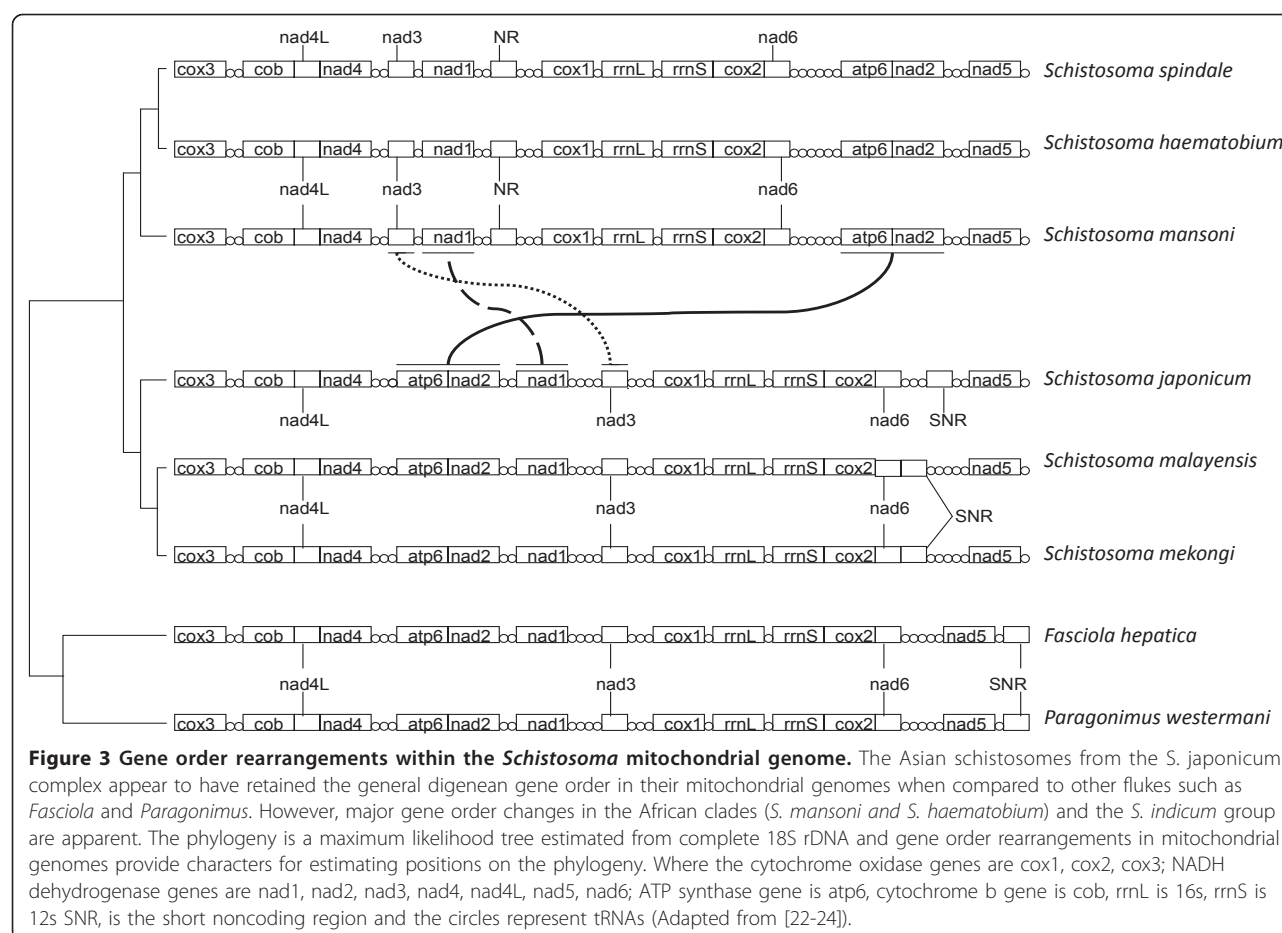 nad4L nad3 NR nad6
cox3 cob nad4 nad1 cox1 rrnL rrnS cox2 atp6 nad2 nad5 Schistosoma spindale
cox3 cob nad4 nad1 cox1 rrnL rrnS cox2 atp6 nad2 nad5 Schistosoma haematobium
nad4L nad3 NR nad6
cox3 cob nad4 nad1 cox1 rrnL rrnS cox2 atp6 nad2 nad5 Schistosoma mansoni
cox3 cob nad4 atp6 nad2 nad1 cox1 rrnL rrnS cox2 nad5 Schistosoma japonicum
nad4L nad3 nad6 SNR
cox3 cob nad4 atp6 nad2 nad1 cox1 rrnL rrnS cox2 nad5 Schistosoma malayensis
nad4L nad3 nad6 SNR
cox3 cob nad4 atp6 nad2 nad1 cox1 rrnL rrnS cox2 nad5 Schistosoma mekongi
cox3 cob nad4 atp6 nad2 nad1 cox1 rrnL rrnS cox2 nad5 Fasciola hepatica
nad4L nad3 nad6 SNR
cox3 cob nad4 atp6 nad2 nad1 cox1 rrnL rrnS cox2 nad5 Paragonimus westermani
Figure 3 Gene order rearrangements within the Schistosoma mitochondrial genome. The Asian schistosomes from the S. japonicum
complex appear to have retained the general digenean gene order in their mitochondrial genomes when compared to other flukes such as
Fasciola and Paragonimus. However, major gene order changes in the African clades (S. mansoni and S. haematobium) and the S. indicum group
are apparent. The phylogeny is a maximum likelihood tree estimated from complete 18S rDNA and gene order rearrangements in mitochondrial
genomes provide characters for estimating positions on the phylogeny. Where the cytochrome oxidase genes are cox1, cox2, cox3; NADH
dehydrogenase genes are nad1, nad2, nad3, nad4, nad4L, nad5, nad6; ATP synthase gene is atp6, cytochrome b gene is cob, rrnL is 16s, rrnS is
12s SNR, is the short noncoding region and the circles represent tRNAs (Adapted from [22-24]).